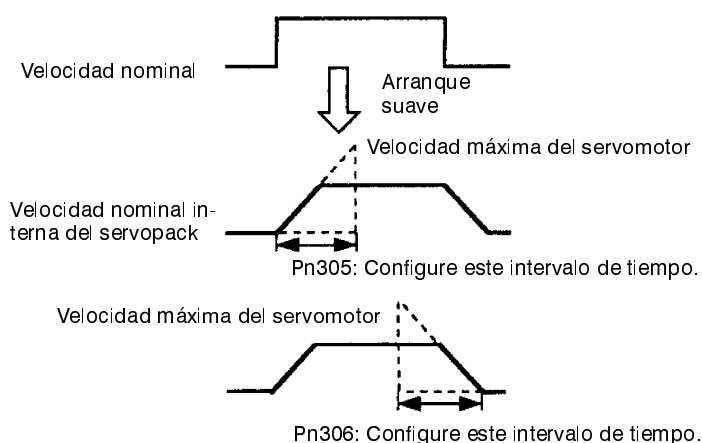 Velocidad nominal
Arranque
suave
Velocidad máxima del servomotor
Velocidad nominal in-
terna del servopack
Pn305: Configure este intervalo de tiempo.
Velocidad máxima del servomotor
Pn306: Configure este intervalo de tiempo.